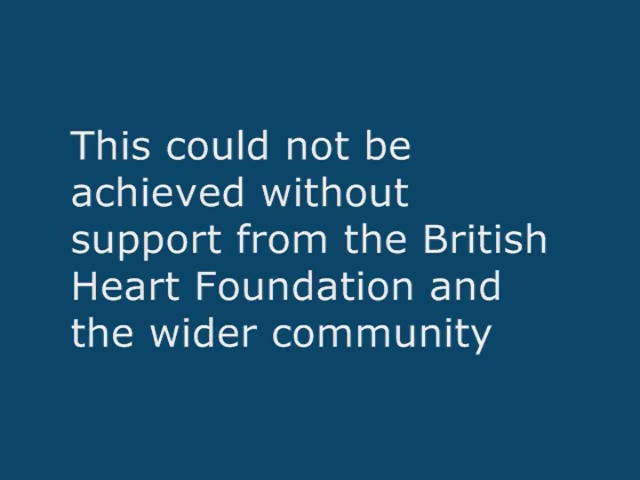 This could not be
achieved without
support from the British
Heart Foundation and
the wider community